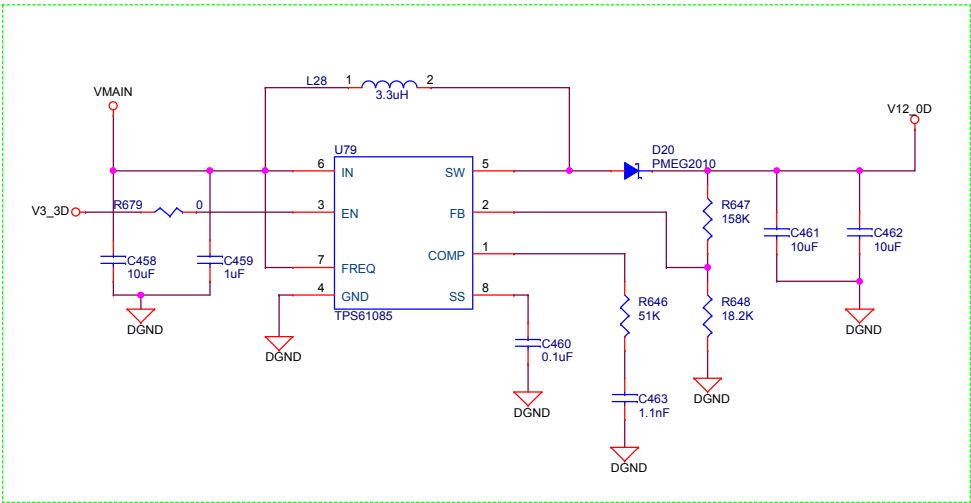 L28 1 2
3.3uH
VMAIN
V12_0D
U79
D20
PMEG2010
6 IN SW 5
V3_3D R679 0 3 EN FB 2
R647
158K
COMP 1
C458
10uF
C459
1uF
C461
10uF
C462
10uF
7 FREQ
4 GND SS 8
TPS61085
R646
51K
R648
18.2K
DGND
DGND
DGND
C460
0.1uF
C463
1.1nF
DGND
DGND
DGND